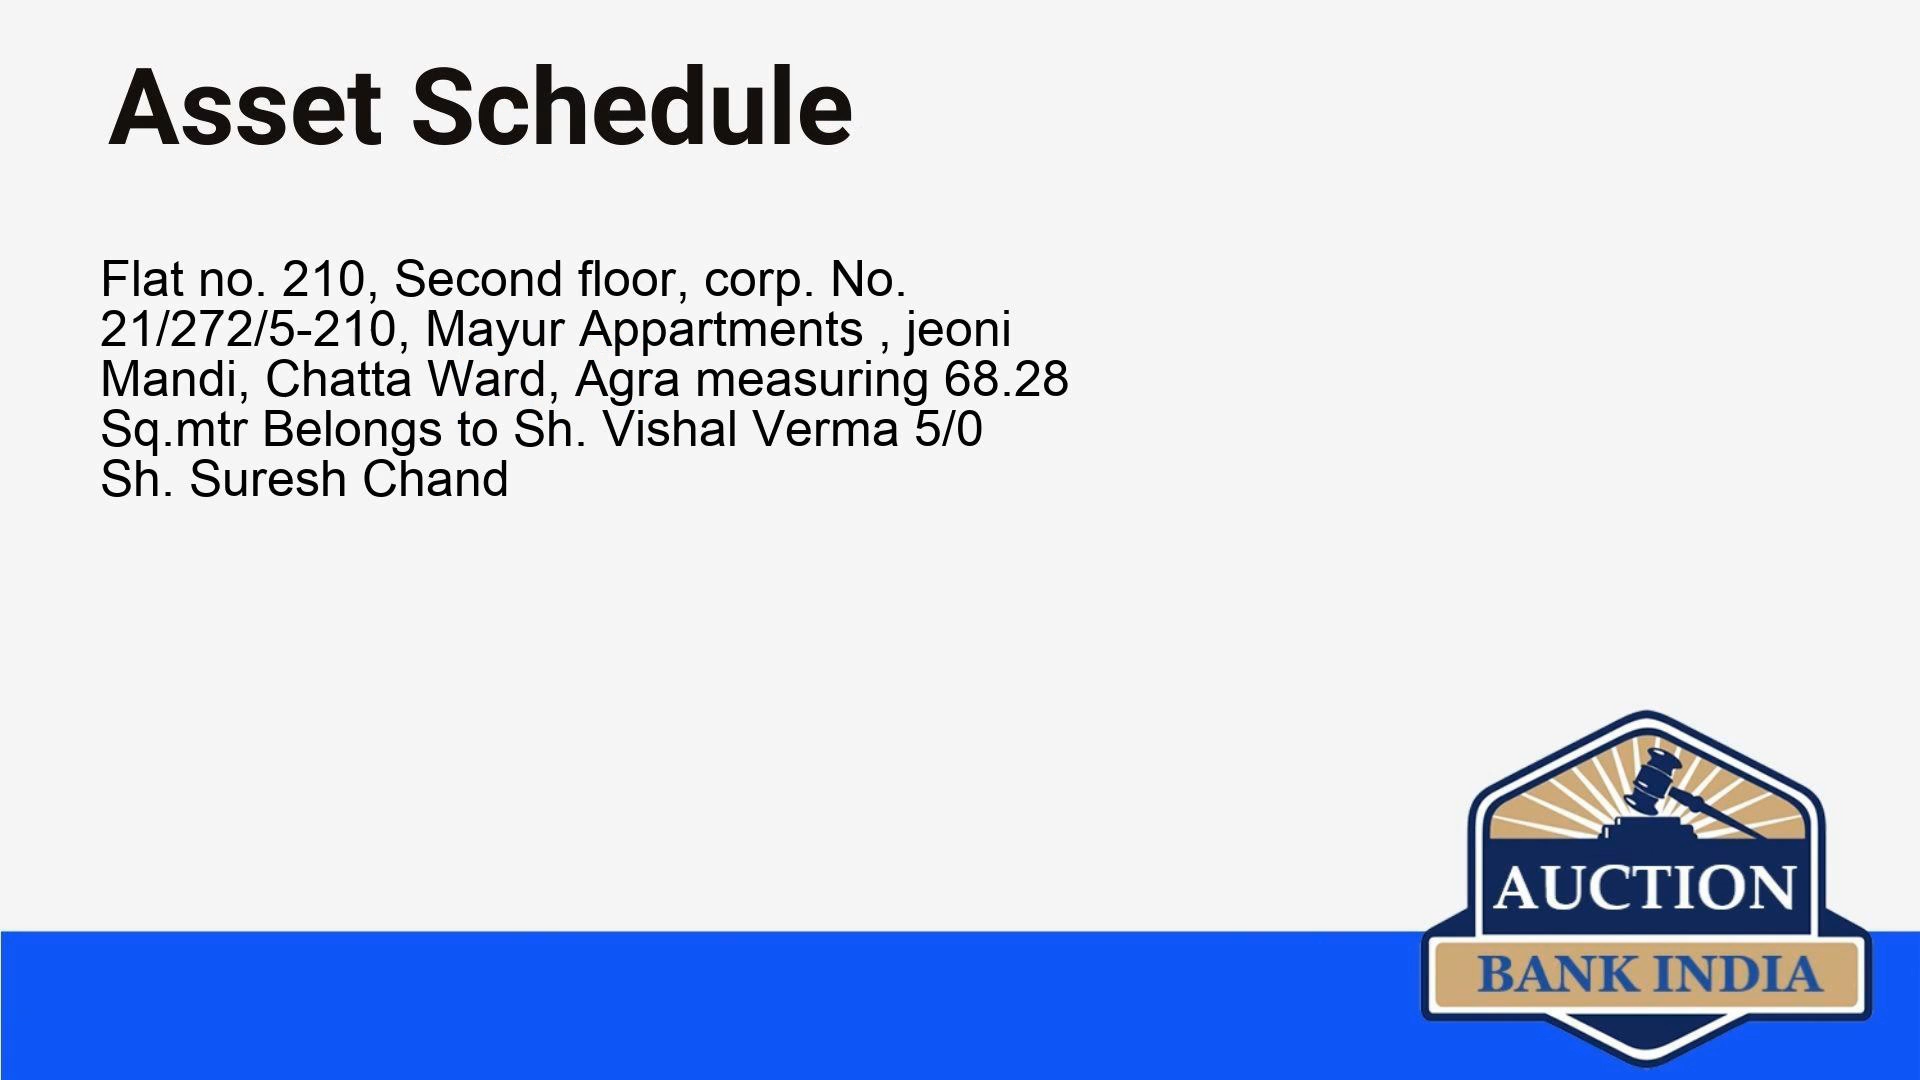 Asset Schedule
Flat no. 210, Second floor, corp. No.
21/272/5-210, Mayur Appartments , jeoni
Mandi, Chatta Ward, Agra measuring 68.28
Sq.mtr Belongs to Sh. Vishal Verma 5/0
Sh. Suresh Chand
AUCTION
BANK INDIA